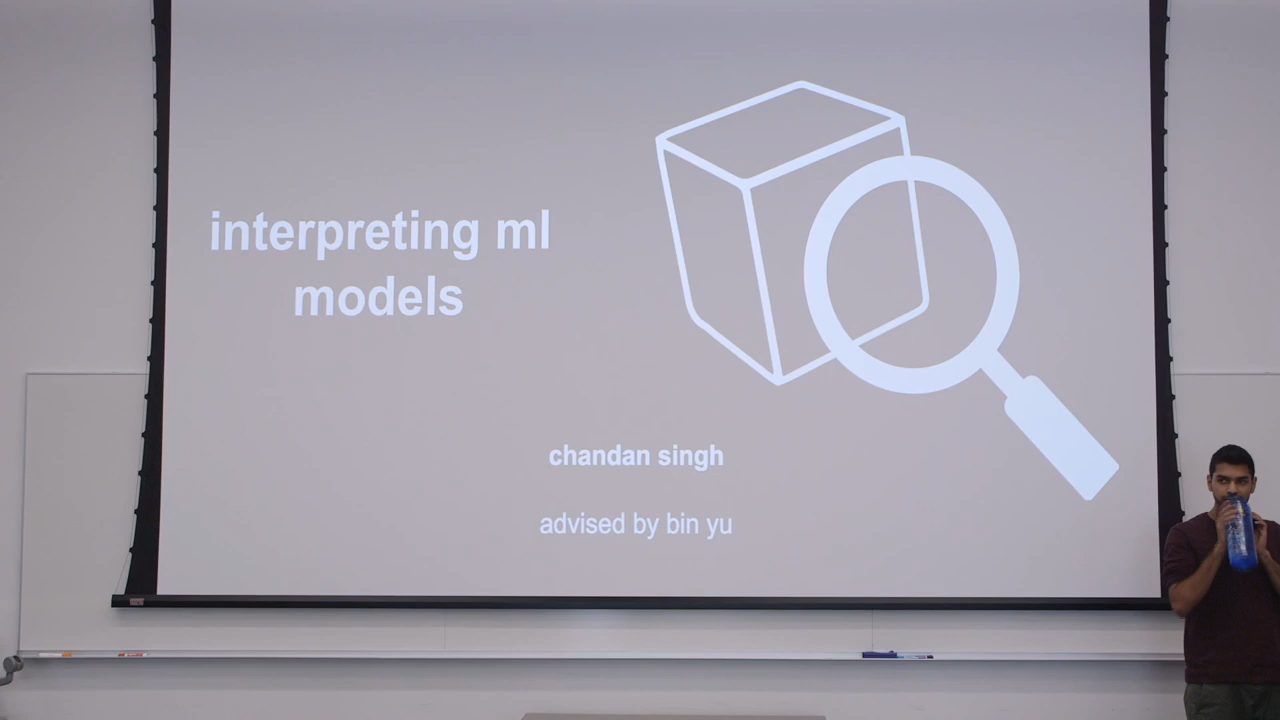 interpreting ml
models
chandan singh
advised by bin yu